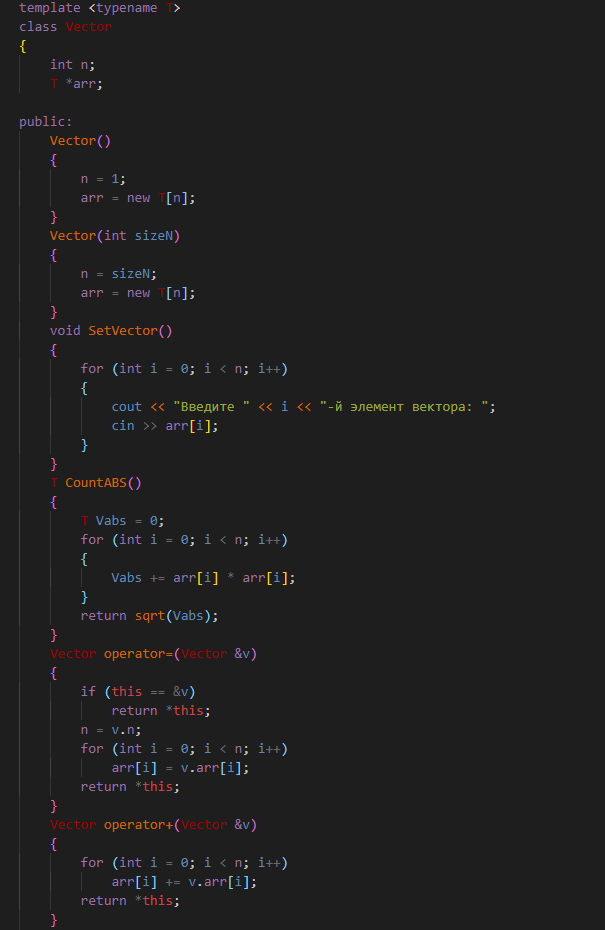 template <typename T>
class Vector
{
    int n;
    T *arr;

public:
    Vector()
    {
        n = 1;
        arr = new T[n];
    }
    Vector(int sizeN)
    {
        n = sizeN;
        arr = new T[n];
    }
    void SetVector()
    {
        for (int i = 0; i < n; i++)
        {
            cout << "Введите " << i << "-й элемент вектора: ";
            cin >> arr[i];
        }
    }
    T CountABS()
    {
        T Vabs = 0;
        for (int i = 0; i < n; i++)
        {
            Vabs += arr[i] * arr[i];
        }
        return sqrt(Vabs);
    }
    Vector operator=(Vector &v)
    {
        if (this == &v)
            return *this;
        n = v.n;
        for (int i = 0; i < n; i++)
            arr[i] = v.arr[i];
        return *this;
    }
    Vector operator+(Vector &v)
    {
        for (int i = 0; i < n; i++)
            arr[i] += v.arr[i];
        return *this;
    }